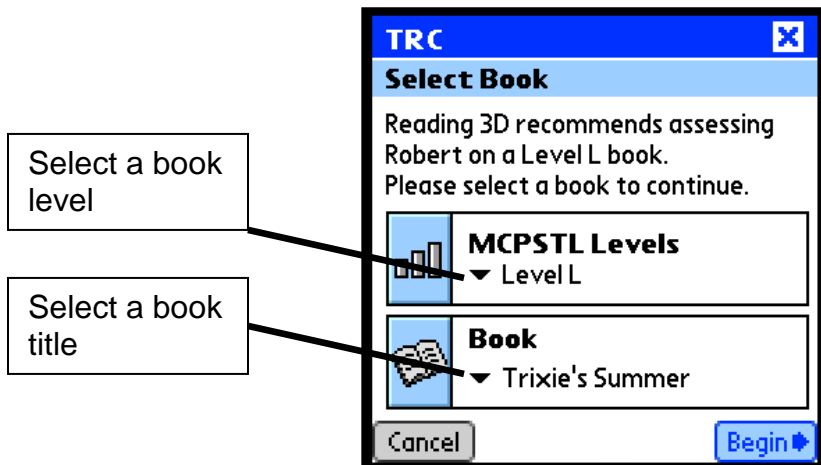 TRC
Select Book
Reading 3D recommends assessing
Robert on a Level L book.
Please select a book to continue.
Select a book
level
MCPSTL Levels
Level L
Select a book
title
Book
Trixie's Summer
Cancel
Begin